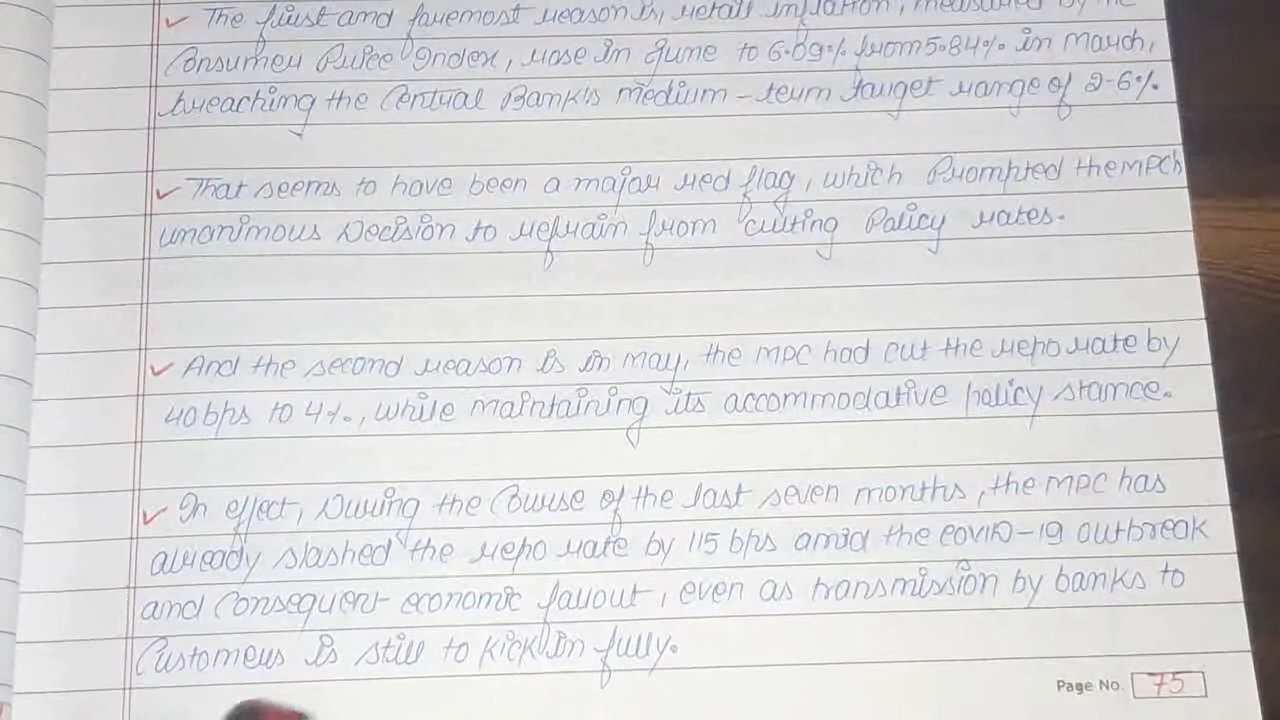 ✓ The first and foremost reason is, retail inflation, measured by the
Consumer Price Index, rose in June to 6.09% from 5.84% in March,
breaching the Central Bank's medium-term target range of 2-6%.
✓ That seems to have been a major red flag, which Prompted the MPC's
unanimous Decision to refrain from cutting Policy rates.
✓ And the second reason is in may, the MPC had cut the repo rate by
40 bps to 4%, while maintaining its accommodative policy stance.
✓ In effect, During the Course of the last seven months, the MPC has
already slashed the repo rate by 115 bps amid the COVID-19 outbreak
and Consequent economic fallout, even as transmission by banks to
Customers is still to kick in fully.
Page No. 75